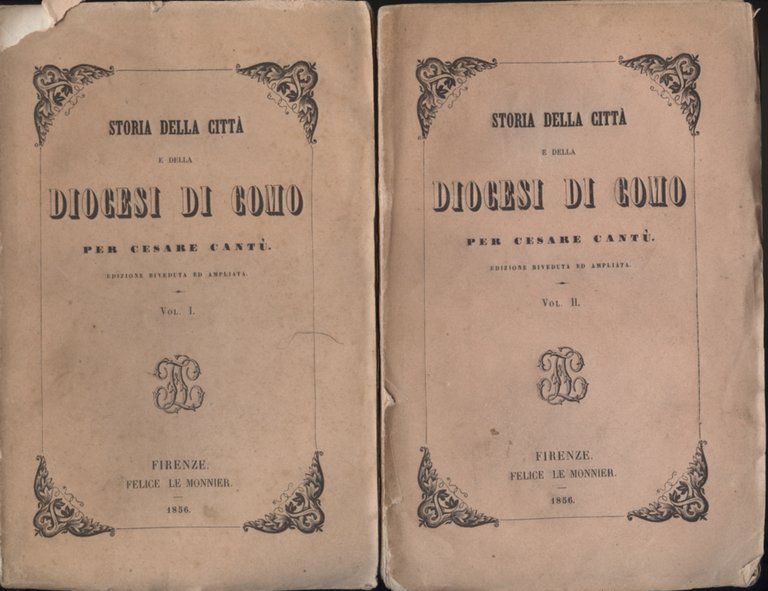 STORIA DELLA CITTÀ
E DELLA
DIOCESI DI COMO
PER CESARE CANTÙ.
EDIZIONE RIVEDUTA ED AMPLIATA.
VOL. I.
FIRENZE.
FELICE LE MONNIER.
1856.
STORIA DELLA CITTÀ
E DELLA
DIOCESI DI COMO
PER CESARE CANTÙ.
EDIZIONE RIVEDUTA ED AMPLIATA.
VOL. II.
FIRENZE.
FELICE LE MONNIER.
1856.